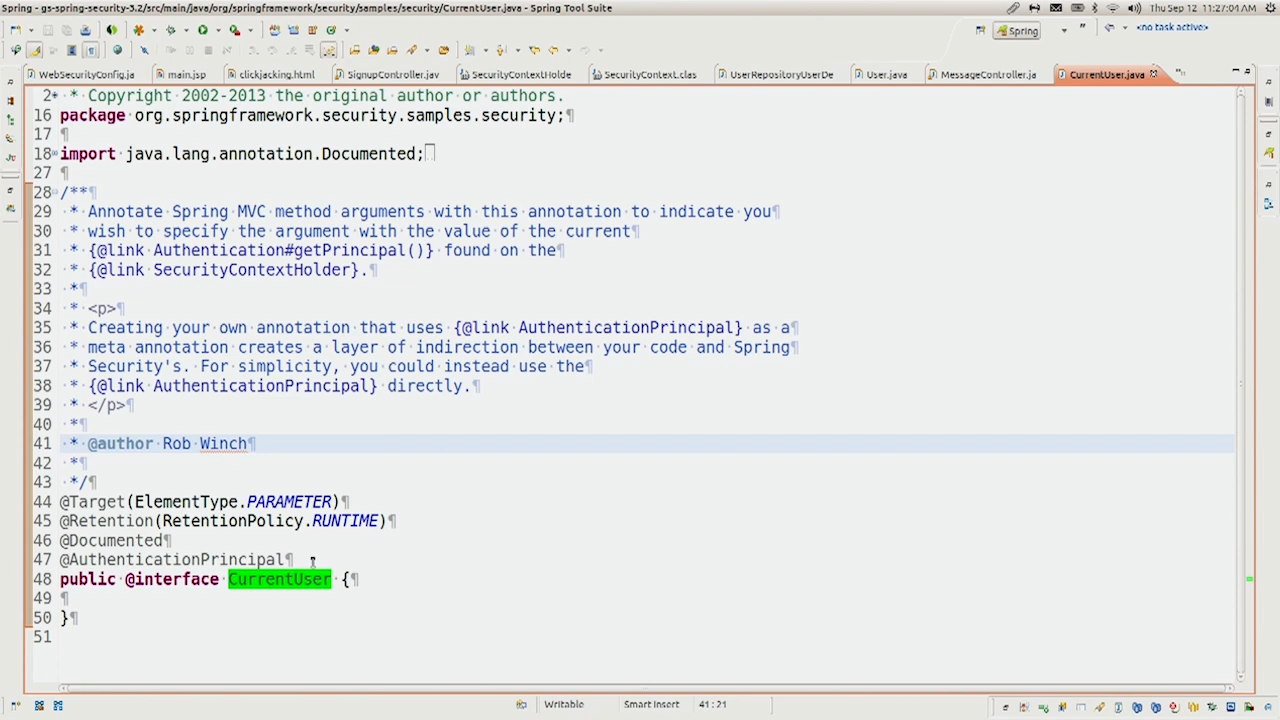 Spring - gs-spring-security-3.2/src/main/java/org/springframework/security/samples/security/CurrentUser.java - Spring Tool Suite
Thu Sep 12, 11:27:04 AM
Spring
<no task active>
WebSecurityConfig.ja
main.jsp
clickjacking.html
SignupController.jav
SecurityContextHolde
SecurityContext.clas
UserRepositoryUserDe
User.java
MessageController.ja
CurrentUser.java
2 * Copyright 2002-2013 the original author or authors.
16 package org.springframework.security.samples.security;
17
18 import java.lang.annotation.Documented;
27
28 /**
29 * Annotate Spring MVC method arguments with this annotation to indicate you
30 * wish to specify the argument with the value of the current
31 * {@link Authentication#getPrincipal()} found on the
32 * {@link SecurityContextHolder}.
33 *
34 * <p>
35 * Creating your own annotation that uses {@link AuthenticationPrincipal} as a
36 * meta annotation creates a layer of indirection between your code and Spring
37 * Security's. For simplicity, you could instead use the
38 * {@link AuthenticationPrincipal} directly.
39 * </p>
40 *
41 * @author Rob Winch
42 *
43 */
44 @Target(ElementType.PARAMETER)
45 @Retention(RetentionPolicy.RUNTIME)
46 @Documented
47 @AuthenticationPrincipal
48 public @interface CurrentUser {
49
50 }
51
Writable
Smart Insert
41 : 21